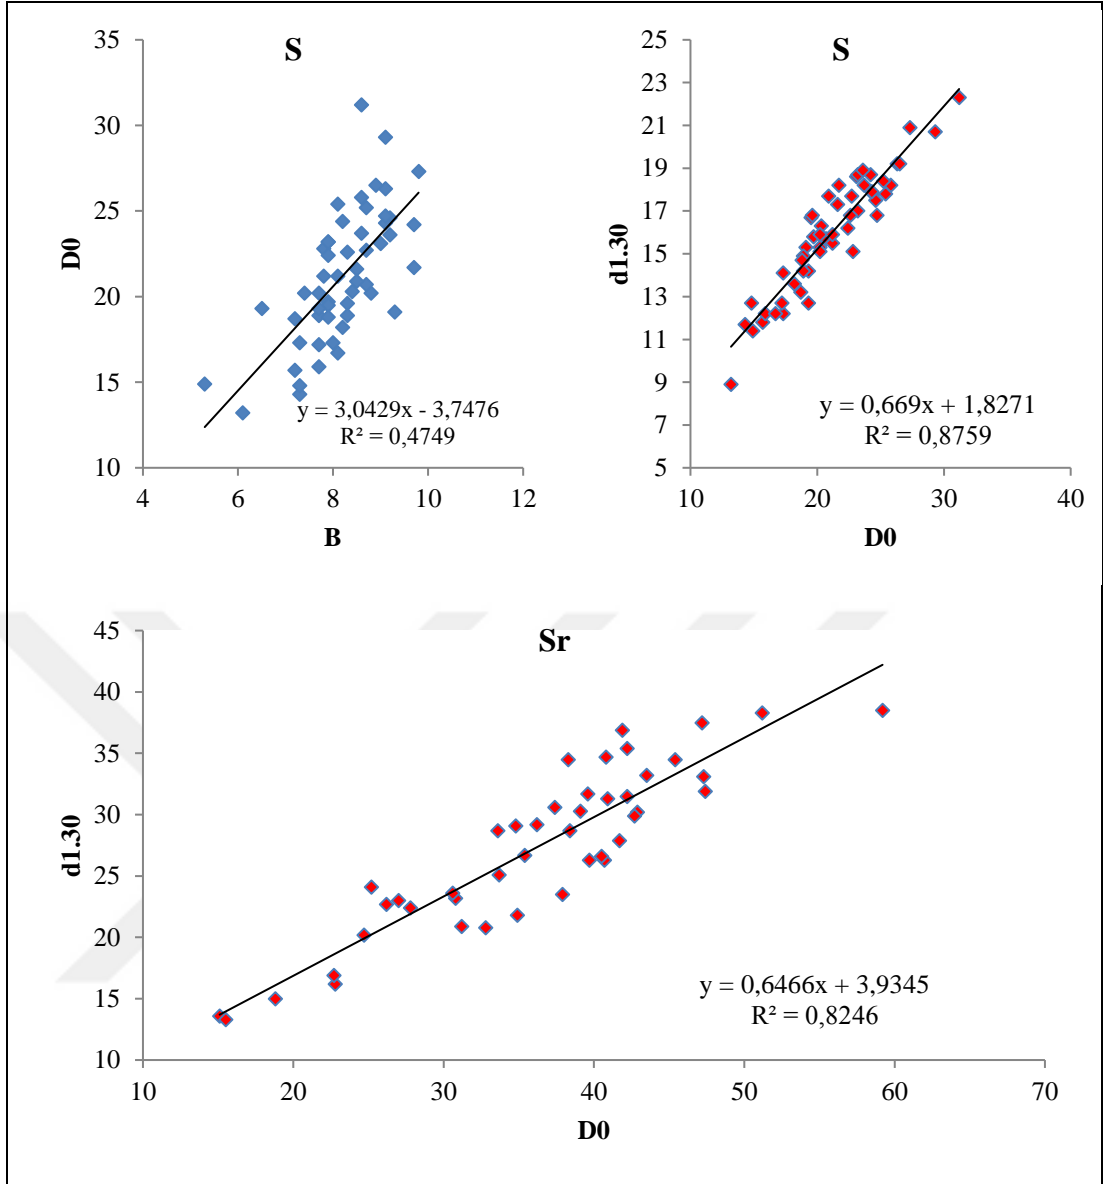 S
35
30
25
20
15
10
D0
4 6 8 10 12
B
y = 3,0429x - 3,7476
R² = 0,4749
S
25
23
21
19
17
15
13
11
9
7
5
d1.30
10 20 30 40
D0
y = 0,669x + 1,8271
R² = 0,8759
Sr
45
40
35
30
25
20
15
10
d1.30
10 20 30 40 50 60 70
D0
y = 0,6466x + 3,9345
R² = 0,8246